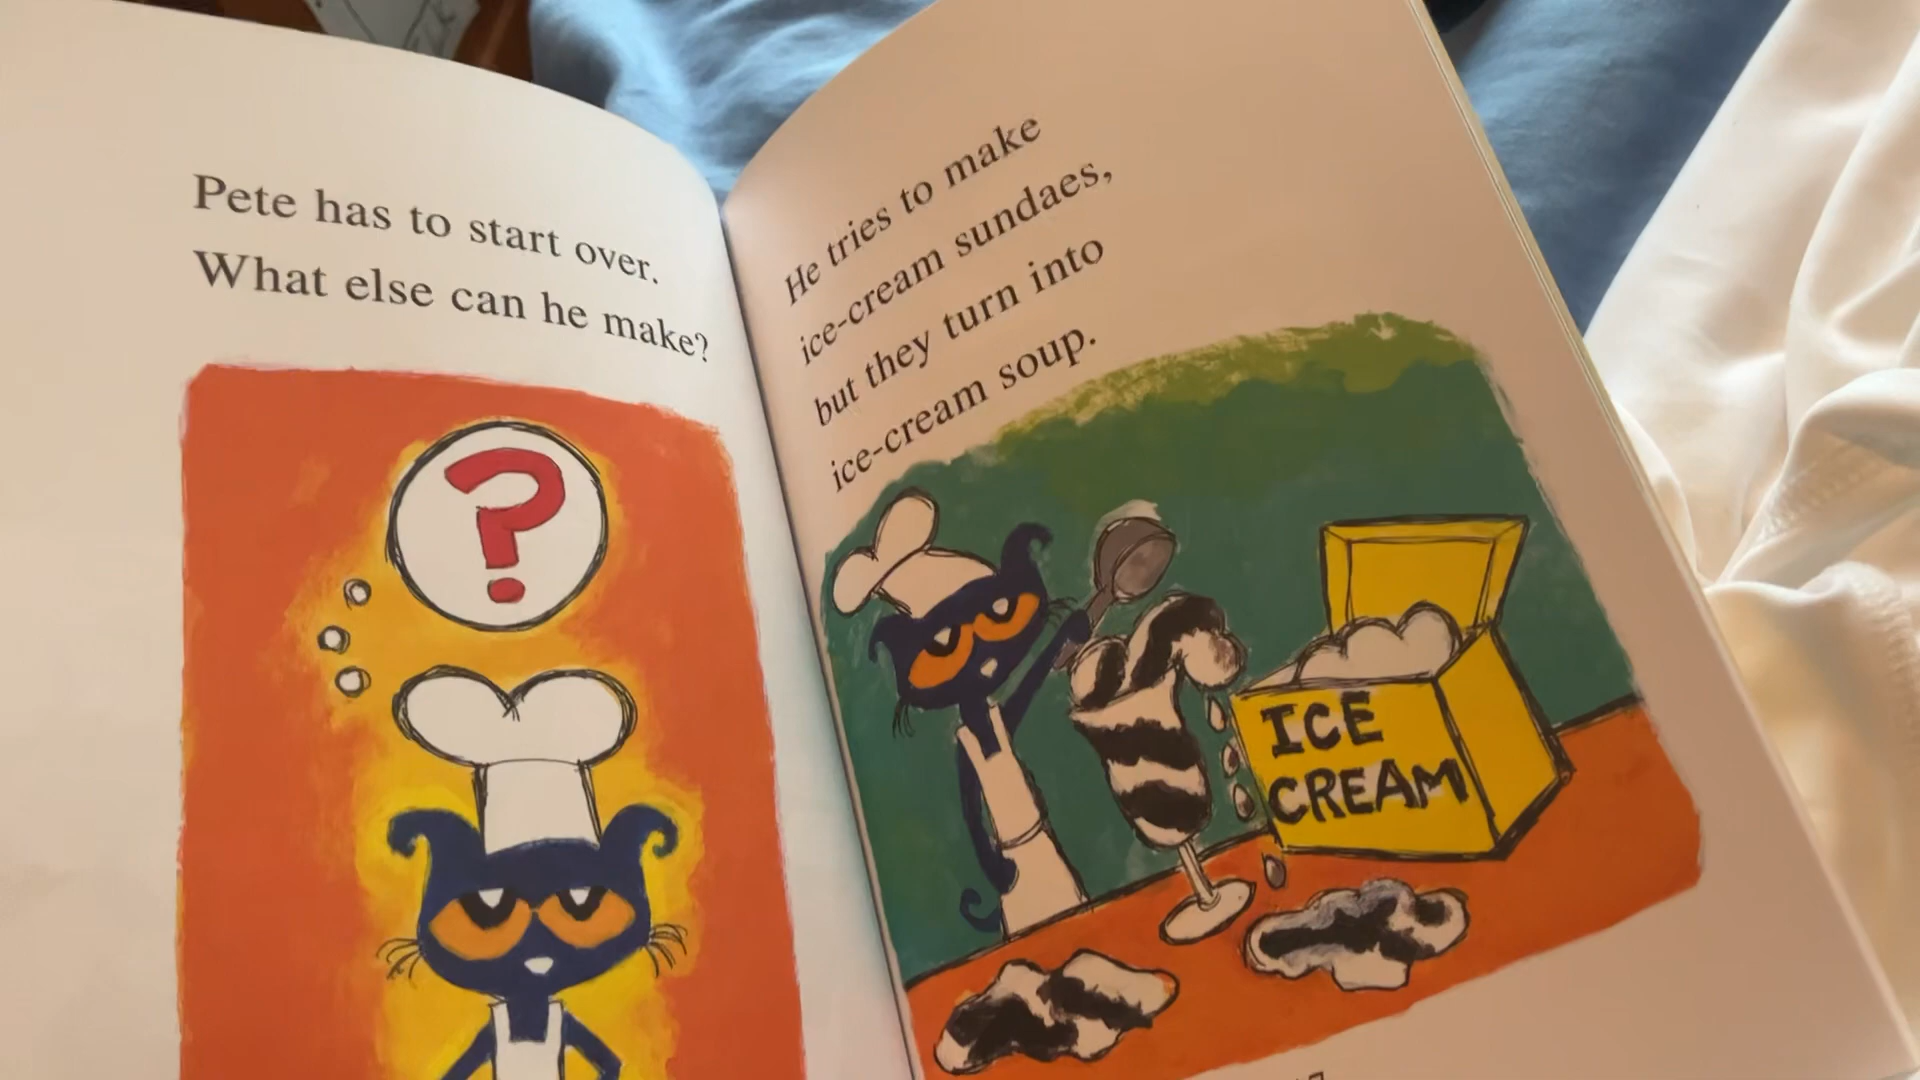 Pete has to start over.
What else can he make?
?
He tries to make
ice-cream sundaes,
but they turn into
ice-cream soup.
ICE
CREAM